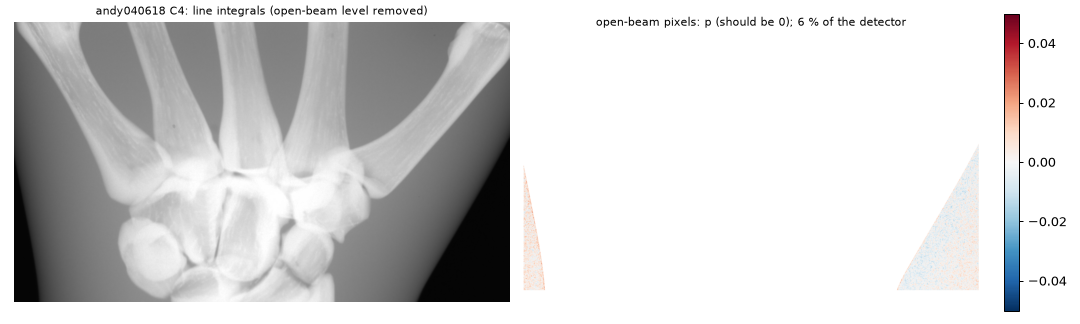 andy040618 C4: line integrals (open-beam level removed)
open-beam pixels: p (should be 0); 6 % of the detector
0.04
0.02
0.00
−0.02
−0.04